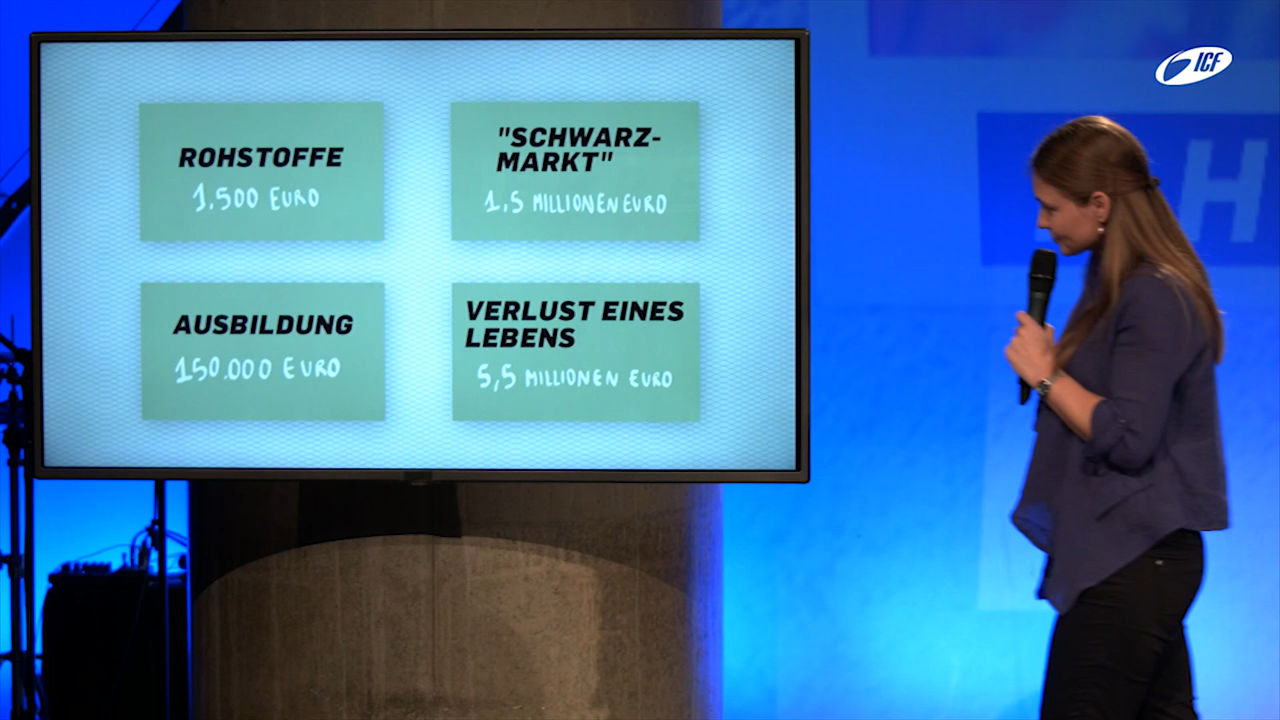 ROHSTOFFE
1.500 EURO
"SCHWARZ-
MARKT"
1,5 MILLIONEN EURO
AUSBILDUNG
150.000 EURO
VERLUST EINES
LEBENS
5,5 MILLIONEN EURO
ICF
H